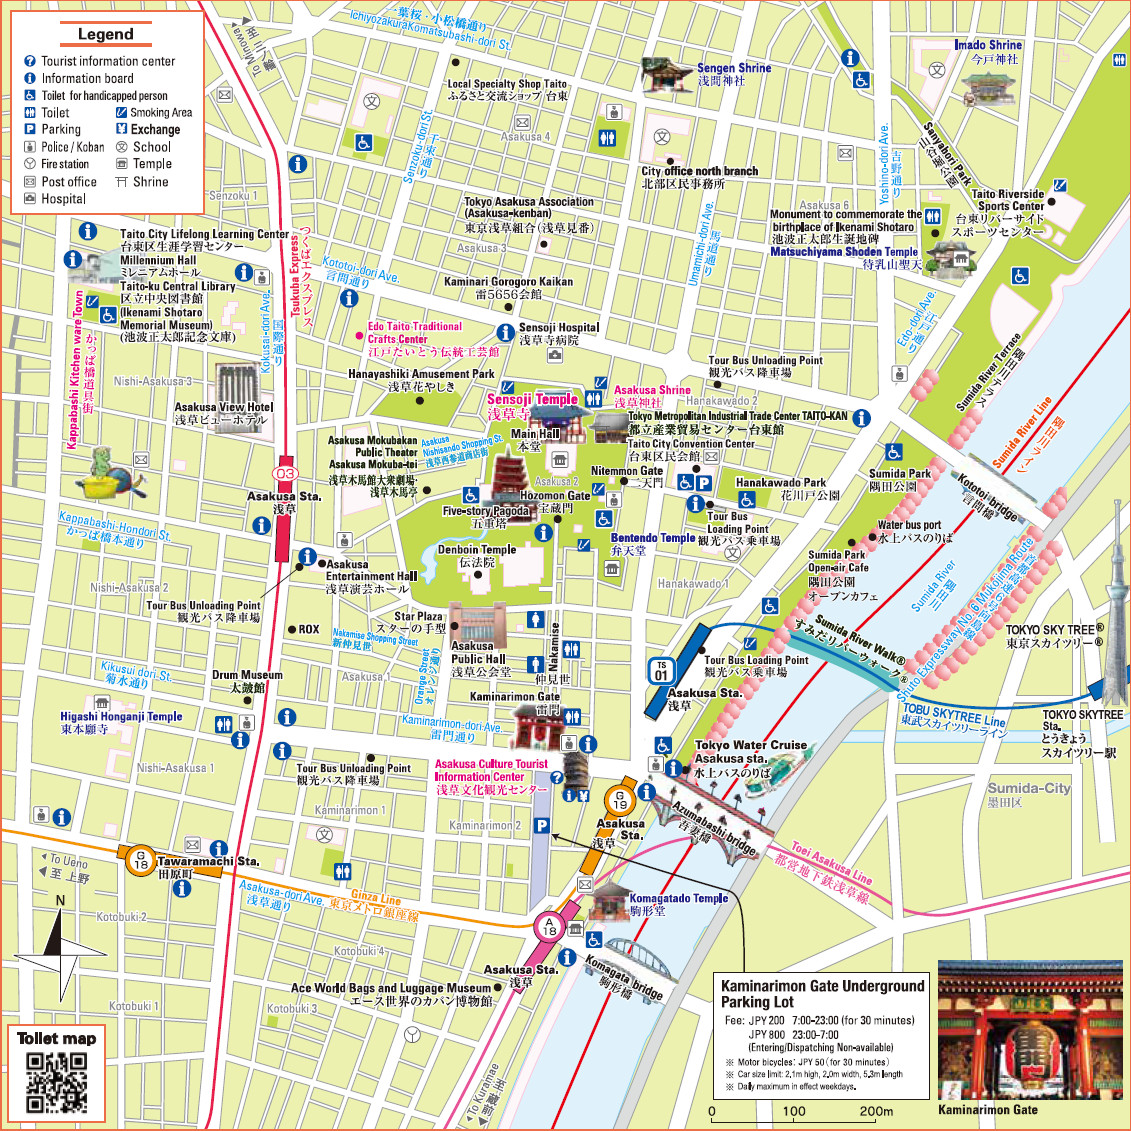 Legend
Tourist information center
Information board
Toilet for handicapped person
Toilet
Smoking Area
Parking
Exchange
Police / Koban
School
Fire station
Temple
Post office
Shrine
Hospital
一葉桜・小松橋通り
IchiyozakuraKomatsubashi-dori St.
To Minowa
Local Specialty Shop Taito
ふるさと交流ショップ 台東
Sengen Shrine
浅間神社
Imado Shrine
今戸神社
Asakusa 4
Senzoku-dori St.
千束通り
City office north branch
北部区民事務所
Yoshino-dori Ave.
吉野通り
Sanyabori Park
山谷堀公園
Taito Riverside
Sports Center
台東リバーサイド
スポーツセンター
Senzoku 1
Tokyo Asakusa Association
(Asakusa-kenban)
東京浅草組合(浅草見番)
Asakusa 3
Umamichi-dori Ave.
馬道通り
Asakusa 6
Monument to commemorate the
birthplace of Ikenami Shotaro
池波正太郎生誕地碑
Matsuchiyama Shoden Temple
待乳山聖天
Taito City Lifelong Learning Center
台東区生涯学習センター
Millennium Hall
ミレニアムホール
Taito-ku Central Library
区立中央図書館
(Ikenami Shotaro
Memorial Museum)
(池波正太郎記念文庫)
Tsukuba Express
つくばエクスプレス
Kokusai-dori Ave.
国際通り
Kototoi-dori Ave.
言問通り
Kaminari Gorogoro Kaikan
雷5656会館
Edo Taito Traditional
Crafts Center
江戸たいとう伝統工芸館
Sensoji Hospital
浅草寺病院
Edo-dori Ave.
江戸通り
Sumida River Terrace
隅田川テラス
Kappabashi Kitchen ware Town
かっぱ橋道具街
Nishi-Asakusa 3
Hanayashiki Amusement Park
浅草花やしき
Tour Bus Unloading Point
観光バス降車場
Hanakawado 2
Asakusa View Hotel
浅草ビューホテル
Sensoji Temple
浅草寺
Asakusa Shrine
浅草神社
Main Hall
本堂
Tokyo Metropolitan Industrial Trade Center TAITO-KAN
都立産業貿易センター台東館
Taito City Convention Center
台東区民会館
Sumida River Line
隅田川ライン
Asakusa Mokubakan
Public Theater
Asakusa Mokuba-tei
浅草木馬館大衆劇場・
浅草木馬亭
Asakusa
Nishisando Shopping St.
浅草西参道商店街
Asakusa 2
Nitemmon Gate
二天門
Hozomon Gate
宝蔵門
Five-story Pagoda
五重塔
Hanakawado Park
花川戸公園
Sumida Park
隅田公園
Kototoi bridge
言問橋
03
Asakusa Sta.
浅草
Kappabashi-Hondori St.
かっぱ橋本通り
Denboin Temple
伝法院
Bentendo Temple
弁天堂
Tour Bus
Loading Point
観光バス乗車場
Water bus port
水上バスのりば
Sumida Park
Open-air Cafe
隅田公園
オープンカフェ
Hanakawado 1
Sumida River
隅田川
Shuto Expressway No. 6 Mukojima Route
Asakusa
Entertainment Hall
浅草演芸ホール
Nishi-Asakusa 2
Tour Bus Unloading Point
観光バス降車場
ROX
Star Plaza
スターの手型
Nakamise Shopping Street
新仲見世
Asakusa
Public Hall
浅草公会堂
Nakamise
仲見世
Sumida River Walk®
すみだリバーウォーク®
TOKYO SKY TREE®
東京スカイツリー®
Kikusui dori St.
菊水通り
Drum Museum
太鼓館
Asakusa 1
Orange Street
オレンジ通り
TS
01
Tour Bus Loading Point
観光バス乗車場
Asakusa Sta.
浅草
TOBU SKYTREE Line
東武スカイツリーライン
TOKYO SKYTREE
Sta.
とうきょう
スカイツリー駅
Higashi Honganji Temple
東本願寺
Kaminarimon Gate
雷門
Kaminarimon-dori Ave.
雷門通り
Nishi-Asakusa 1
Tour Bus Unloading Point
観光バス降車場
Asakusa Culture Tourist
Information Center
浅草文化観光センター
Tokyo Water Cruise
Asakusa sta.
水上バスのりば
Sumida-City
墨田区
Kaminarimon 1
Kaminarimon 2
G
19
Asakusa
Sta.
浅草
Azumabashi bridge
吾妻橋
Toei Asakusa Line
都営地下鉄浅草線
To Ueno
至 上野
G
18
Tawaramachi Sta.
田原町
Asakusa-dori Ave.
浅草通り
Ginza Line
東京メトロ銀座線
Komagatado Temple
駒形堂
N
Kotobuki 2
Kotobuki 4
A
18
Asakusa Sta.
浅草
Komagata bridge
駒形橋
Ace World Bags and Luggage Museum
エース世界のカバン博物館
Kotobuki 1
Kotobuki 3
To Kuramae
至 蔵前
Toilet map
Kaminarimon Gate Underground
Parking Lot
Fee: JPY 200 7:00-23:00 (for 30 minutes)
JPY 800 23:00-7:00
(Entering/Dispatching Non-available)
※ Motor bicycles: JPY 50 (for 30 minutes)
※ Car size limit: 2.1m high, 2.0m width, 5.3m length
※ Daily maximum in effect weekdays.
0 100 200m
Kaminarimon Gate